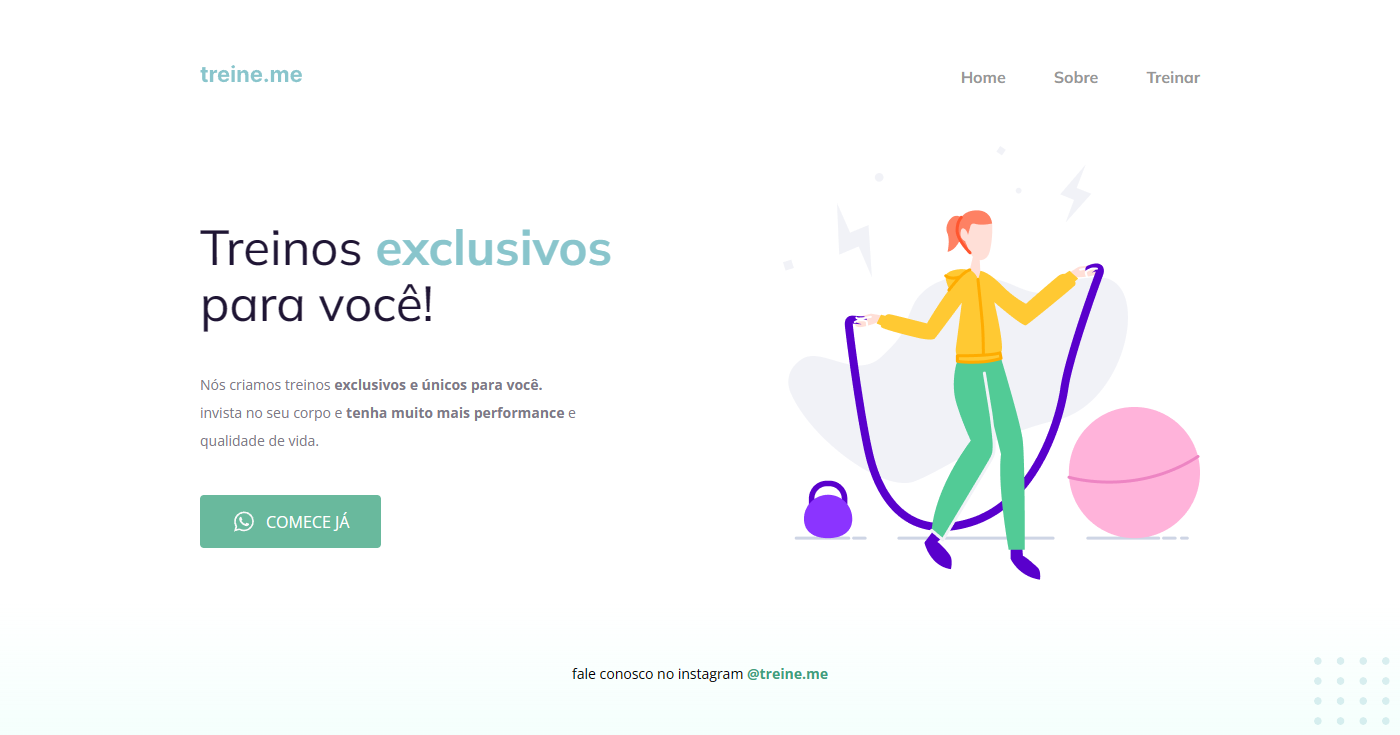 treine.me
Home Sobre Treinar
Treinos exclusivos
para você!
Nós criamos treinos exclusivos e únicos para você.
invista no seu corpo e tenha muito mais performance e
qualidade de vida.
COMECE JÁ
fale conosco no instagram @treine.me